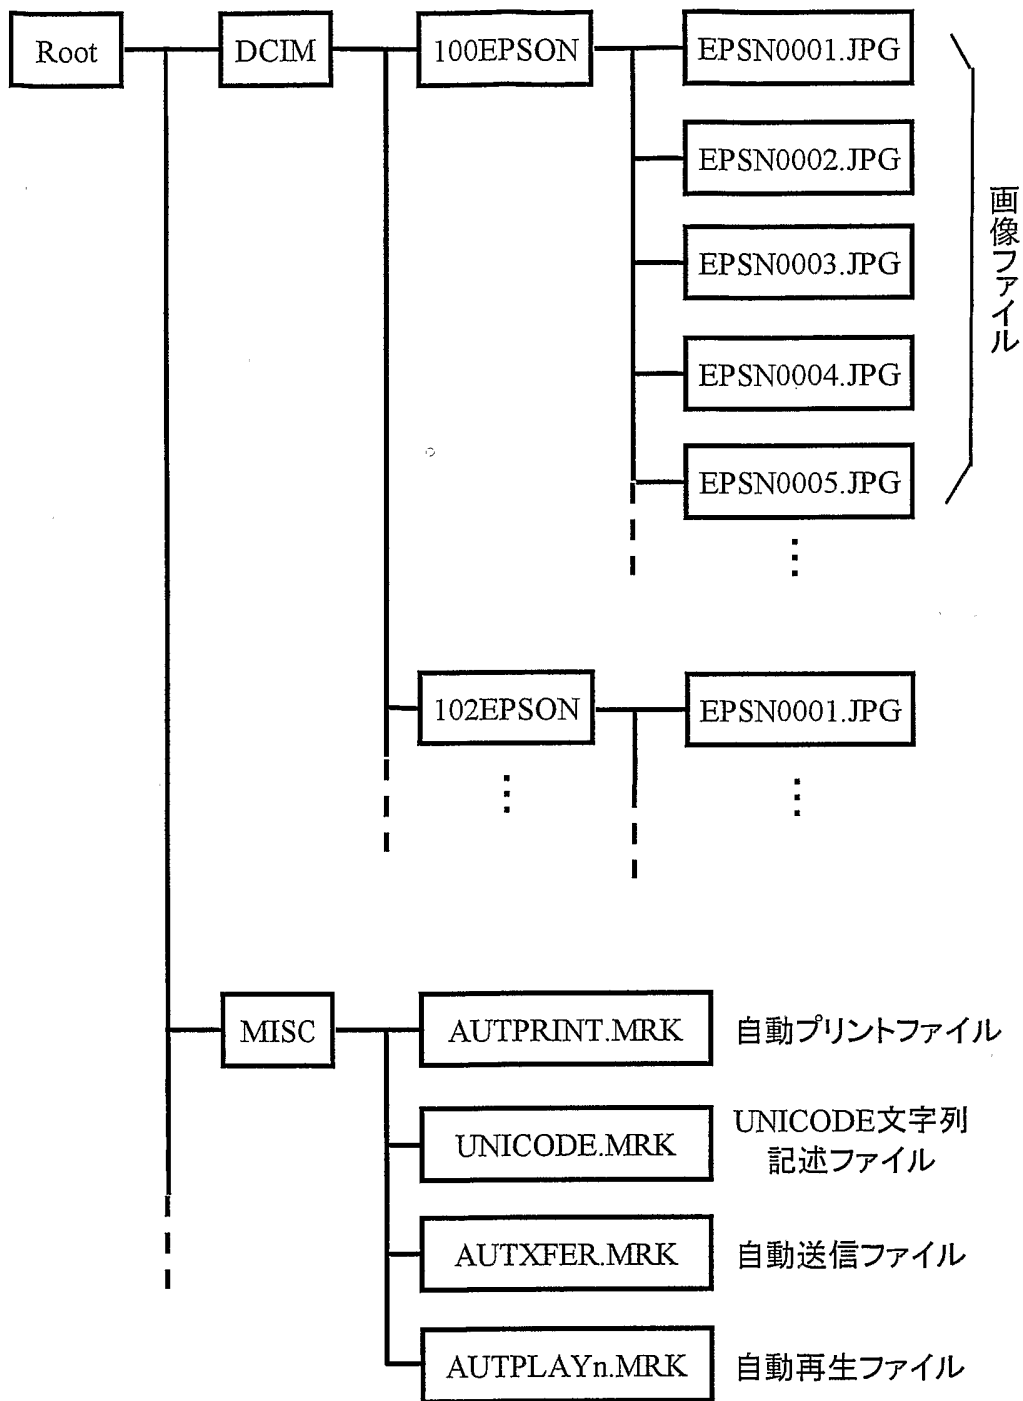 Root
DCIM
100EPSON
EPSN0001.JPG
EPSN0002.JPG
EPSN0003.JPG
EPSN0004.JPG
EPSN0005.JPG
画像ファイル
102EPSON
EPSN0001.JPG
MISC
AUTPRINT.MRK
自動プリントファイル
UNICODE.MRK
UNICODE文字列
記述ファイル
AUTXFER.MRK
自動送信ファイル
AUTPLAYn.MRK
自動再生ファイル